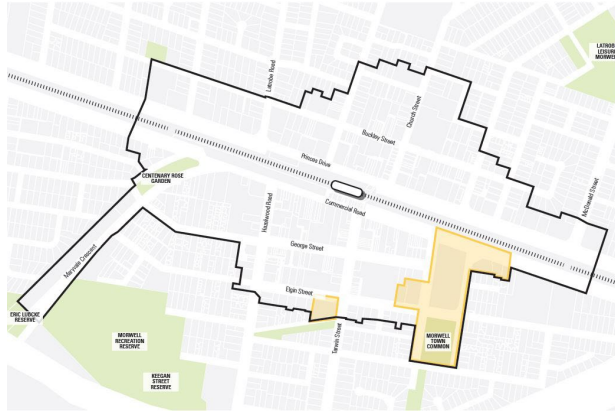 LATROBE
LEISURE
MORWELL
Latrobe Road
Church Street
Buckley Street
Princes Drive
McDonald Street
CENTENARY ROSE
GARDEN
Commercial Road
Hazelwood Road
George Street
Maryvale Crescent
Elgin Street
ERIC LUBCKE
RESERVE
MORWELL
RECREATION
RESERVE
Tarwin Street
MORWELL
TOWN
COMMON
KEEGAN
STREET
RESERVE